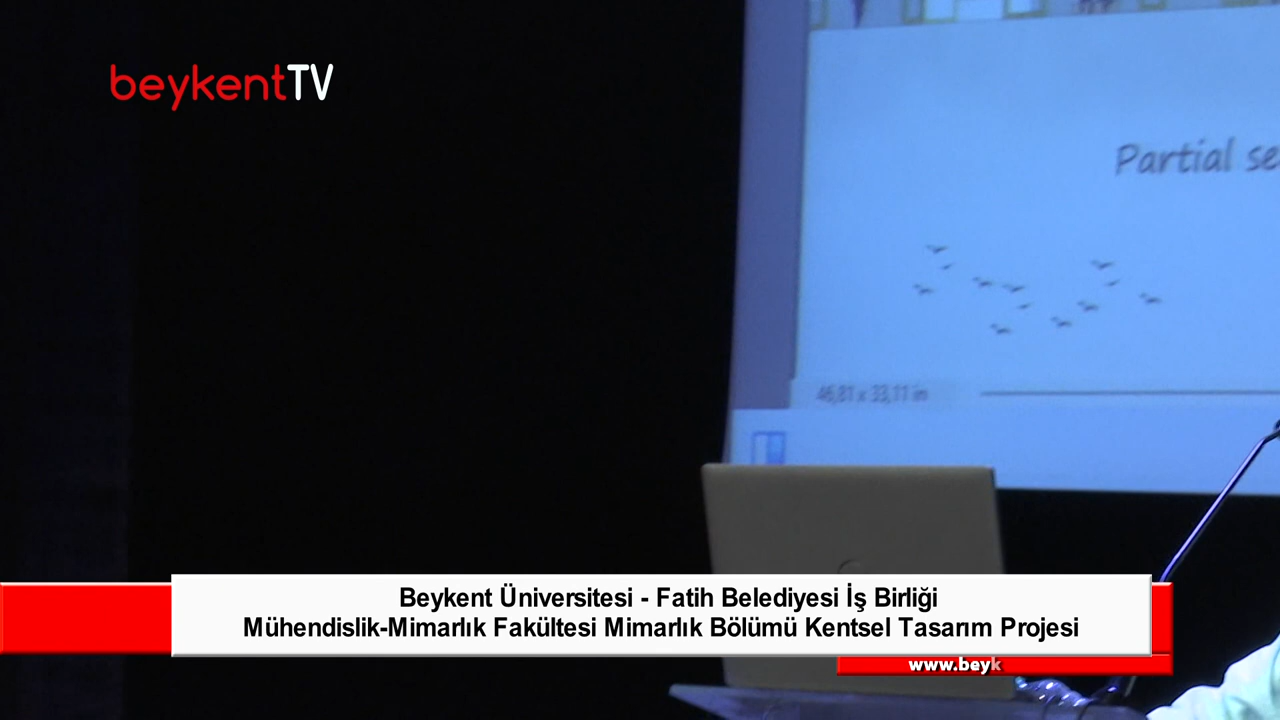 beykentTV
Partial se
46,81 x 33,11 in
Beykent Üniversitesi - Fatih Belediyesi İş Birliği
Mühendislik-Mimarlık Fakültesi Mimarlık Bölümü Kentsel Tasarım Projesi
www.beyk